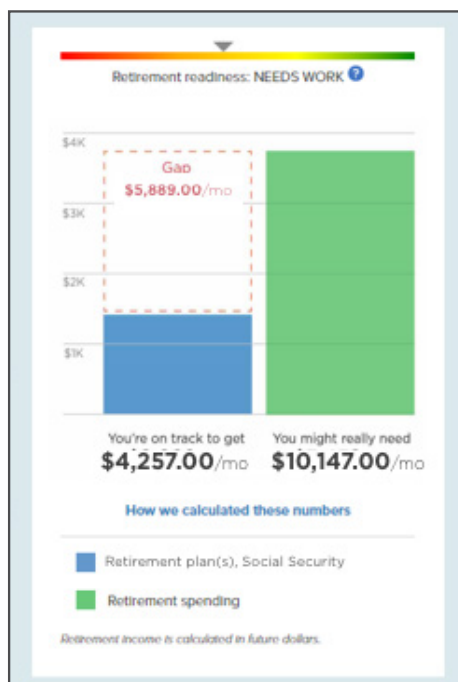 Retirement readiness: NEEDS WORK ?
$4K
Gap
$5,889.00/mo
$3K
$2K
$1K
You're on track to get You might really need
$4,257.00/mo $10,147.00/mo
How we calculated these numbers
Retirement plan(s), Social Security
Retirement spending
Retirement income is calculated in future dollars.